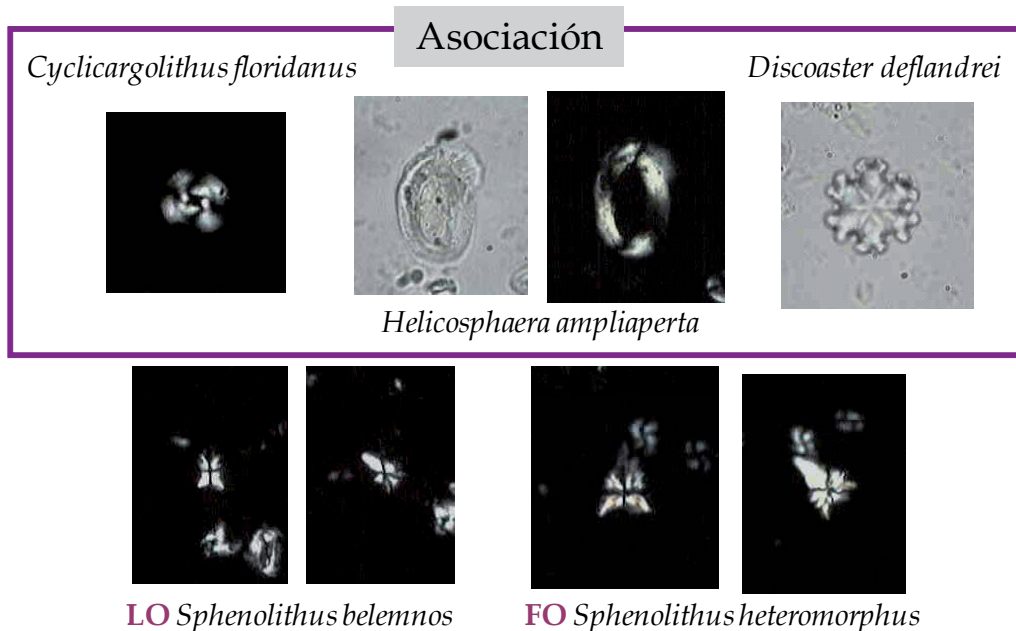 Asociación
Cyclicargolithus floridanus
Discoaster deflandrei
Helicosphaera ampliaperta
LO Sphenolithus belemnos
FO Sphenolithus heteromorphus